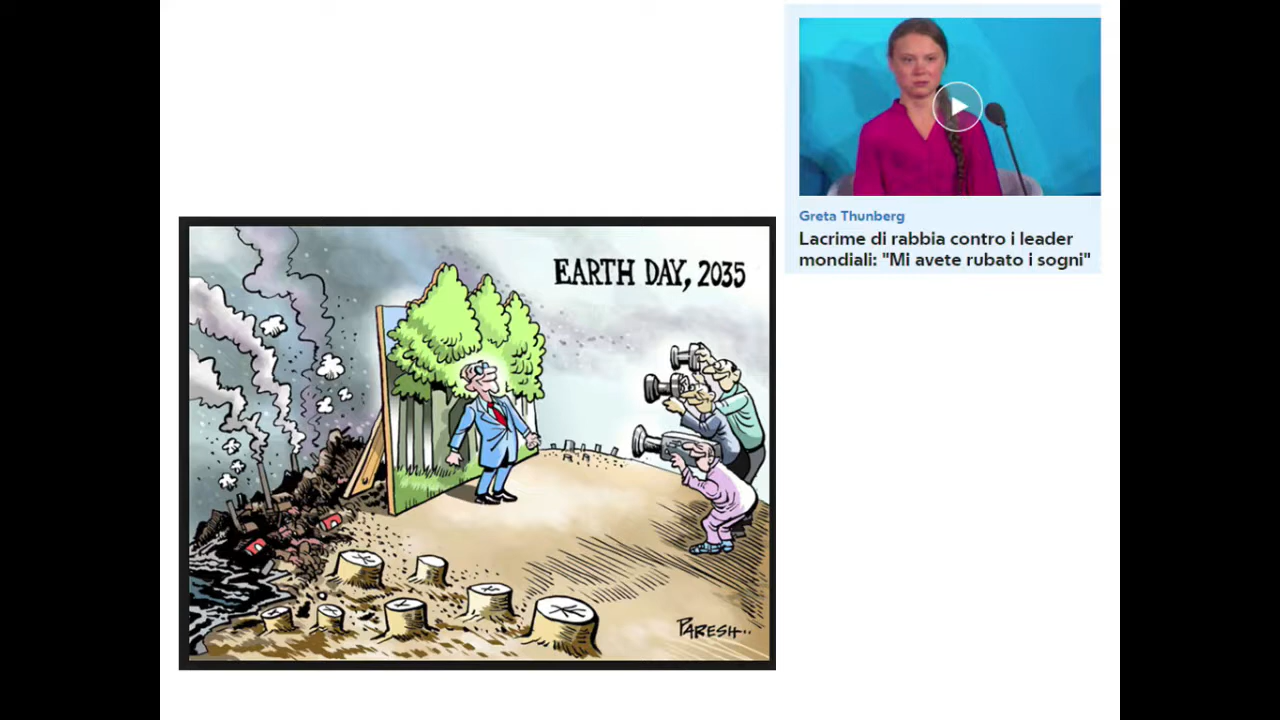 Greta Thunberg
Lacrime di rabbia contro i leader
mondiali: "Mi avete rubato i sogni"
EARTH DAY, 2035
PARESH..